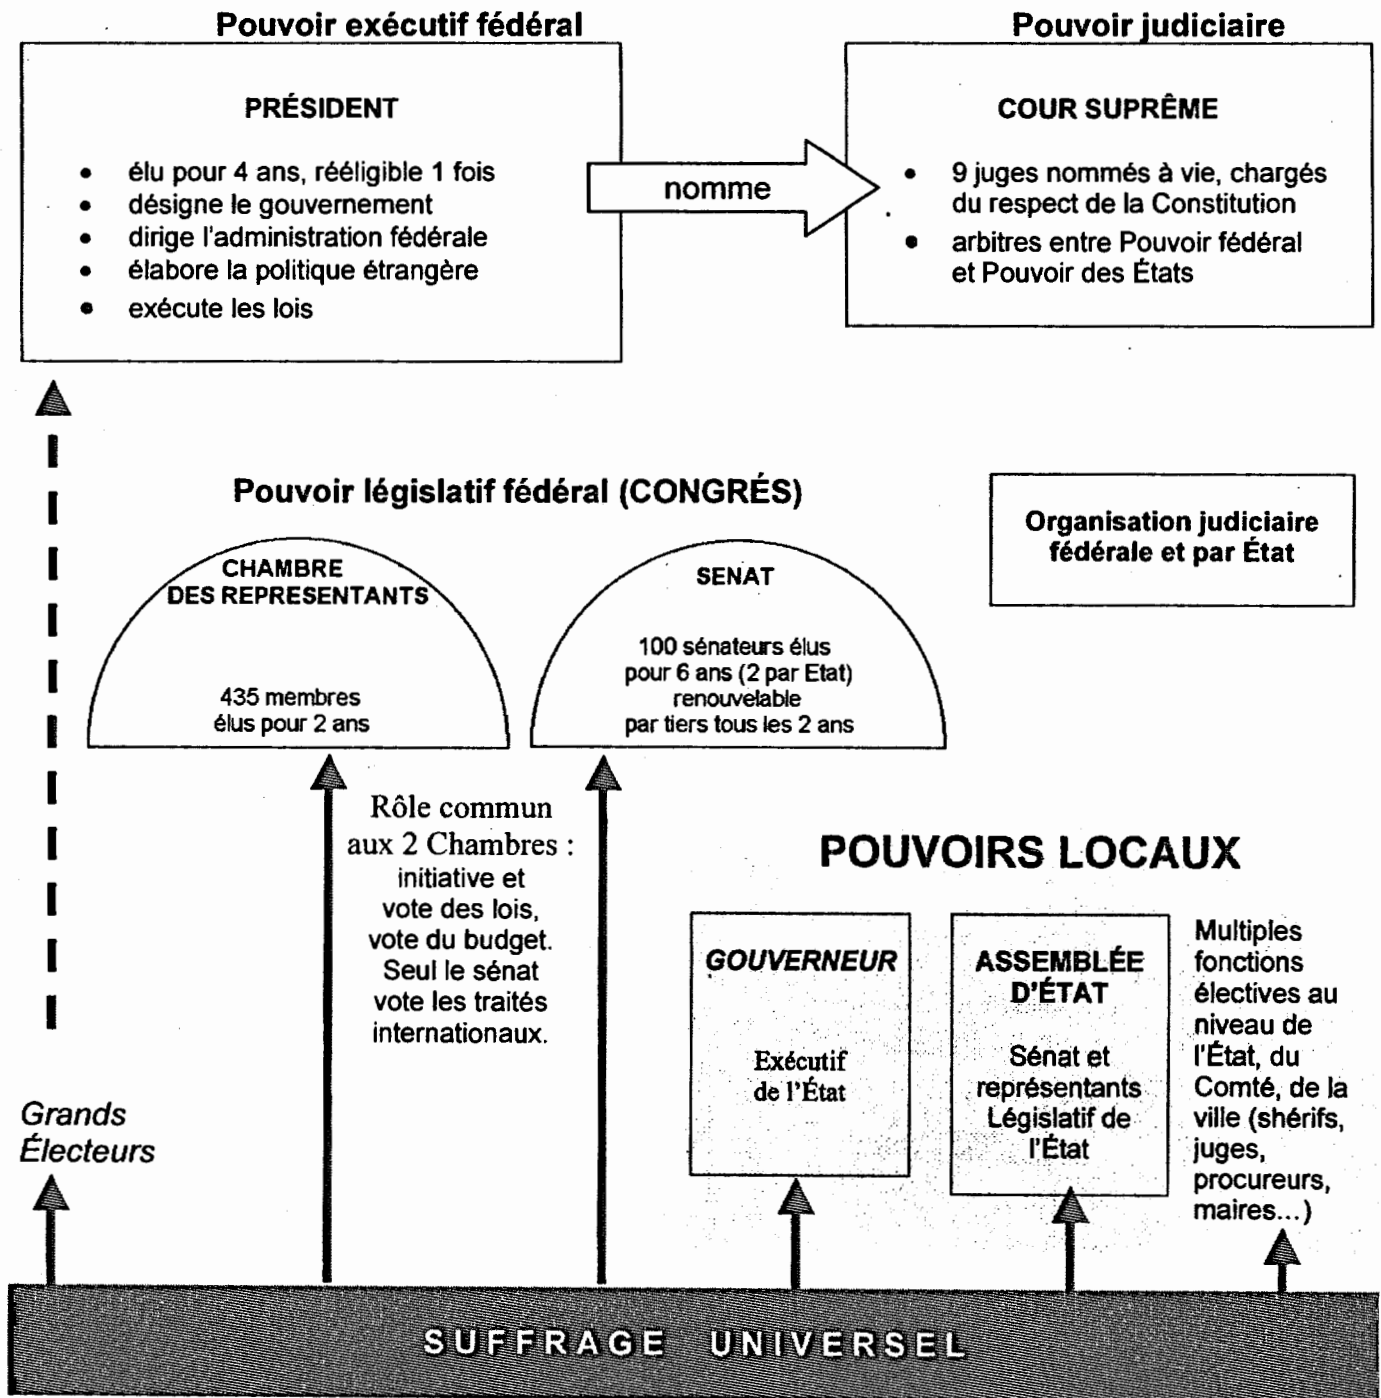 Pouvoir exécutif fédéral
PRÉSIDENT
• élu pour 4 ans, rééligible 1 fois
• désigne le gouvernement
• dirige l'administration fédérale
• élabore la politique étrangère
• exécute les lois
nomme
Pouvoir judiciaire
COUR SUPRÊME
• 9 juges nommés à vie, chargés
du respect de la Constitution
• arbitres entre Pouvoir fédéral
et Pouvoir des États
Pouvoir législatif fédéral (CONGRÉS)
CHAMBRE
DES REPRESENTANTS
435 membres
élus pour 2 ans
SENAT
100 sénateurs élus
pour 6 ans (2 par Etat)
renouvelable
par tiers tous les 2 ans
Organisation judiciaire
fédérale et par État
Rôle commun
aux 2 Chambres :
initiative et
vote des lois,
vote du budget.
Seul le sénat
vote les traités
internationaux.
POUVOIRS LOCAUX
GOUVERNEUR
Exécutif
de l'État
ASSEMBLÉE
D'ÉTAT
Sénat et
représentants
Législatif de
l'État
Multiples
fonctions
électives au
niveau de
l'État, du
Comté, de la
ville (shérifs,
juges,
procureurs,
maires...)
Grands
Électeurs
SUFFRAGE UNIVERSEL